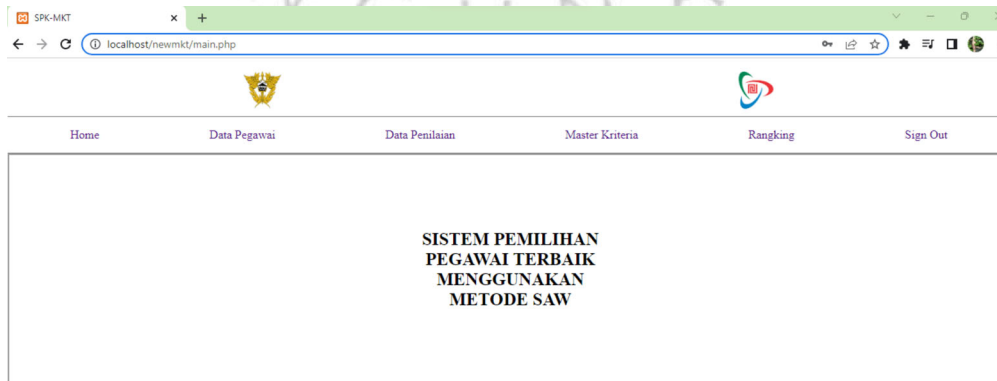 SPK-MKT
localhost/newmkt/main.php
Home Data Pegawai Data Penilaian Master Kriteria Rangking Sign Out
SISTEM PEMILIHAN
PEGAWAI TERBAIK
MENGGUNAKAN
METODE SAW